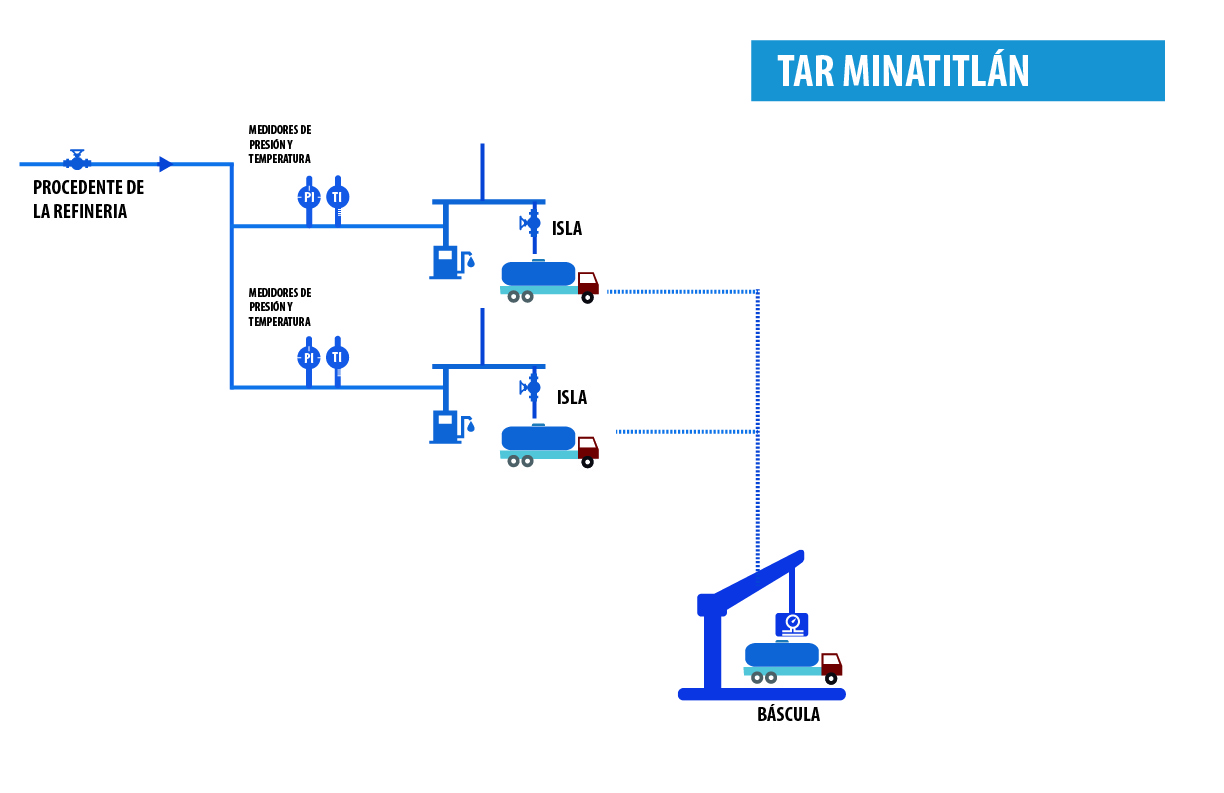 TAR MINATITLÁN
MEDIDORES DE
PRESIÓN Y
TEMPERATURA
PROCEDENTE DE
LA REFINERIA
PI
TI
ISLA
MEDIDORES DE
PRESIÓN Y
TEMPERATURA
PI
TI
ISLA
BÁSCULA